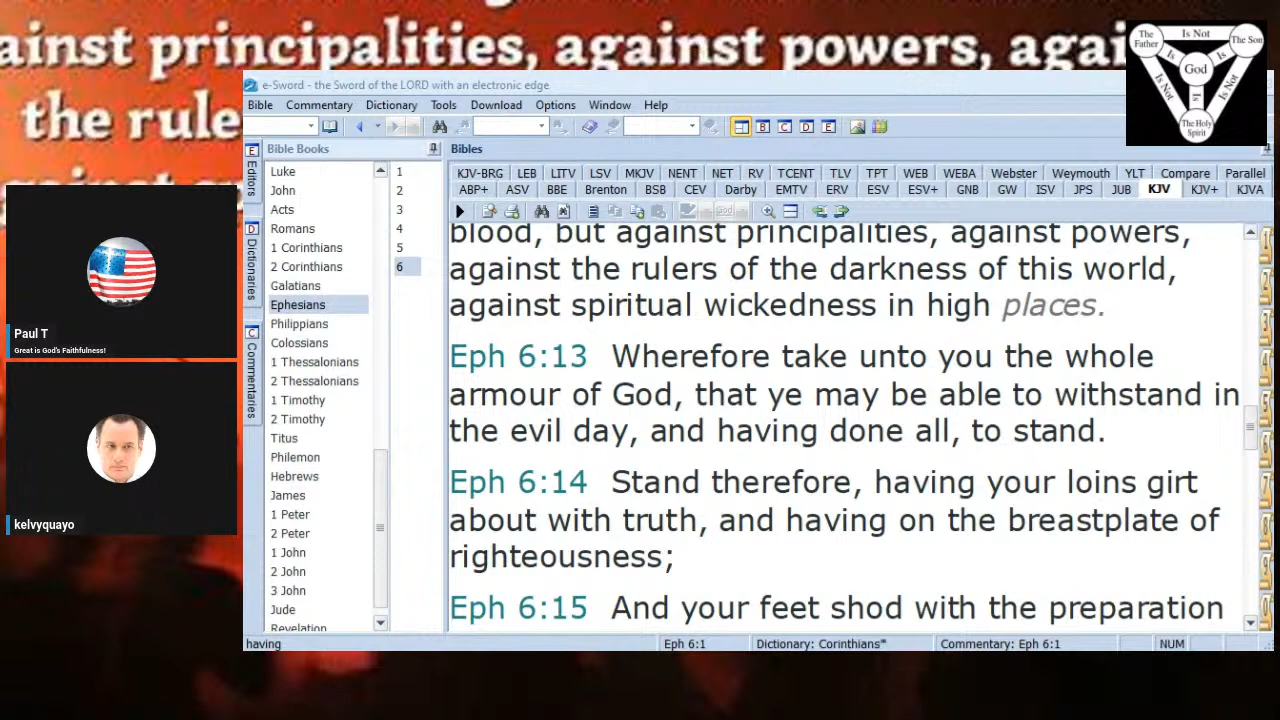 ainst principalities, against powers, agai
the rule
The Father
Is Not
The Son
Is
Is
God
Is Not
Is
Is Not
The Holy Spirit
e-Sword - the Sword of the LORD with an electronic edge
Bible Commentary Dictionary Tools Download Options Window Help
B C D E
E Editors
D Dictionaries
C Commentaries
Bible Books
Luke
John
Acts
Romans
1 Corinthians
2 Corinthians
Galatians
Ephesians
Philippians
Colossians
1 Thessalonians
2 Thessalonians
1 Timothy
2 Timothy
Titus
Philemon
Hebrews
James
1 Peter
2 Peter
1 John
2 John
3 John
Jude
Revelation
1
2
3
4
5
6
Bibles
KJV-BRG LEB LITV LSV MKJV NENT NET RV TCENT TLV TPT WEB WEBA Webster Weymouth YLT Compare Parallel
ABP+ ASV BBE Brenton BSB CEV Darby EMTV ERV ESV ESV+ GNB GW ISV JPS JUB KJV KJV+ KJVA
blood, but against principalities, against powers,
against the rulers of the darkness of this world,
against spiritual wickedness in high places.
Eph 6:13 Wherefore take unto you the whole
armour of God, that ye may be able to withstand in
the evil day, and having done all, to stand.
Eph 6:14 Stand therefore, having your loins girt
about with truth, and having on the breastplate of
righteousness;
Eph 6:15 And your feet shod with the preparation
having Eph 6:1 Dictionary: Corinthians* Commentary: Eph 6:1 NUM
Paul T
Great is God's Faithfulness!
kelvyquayo